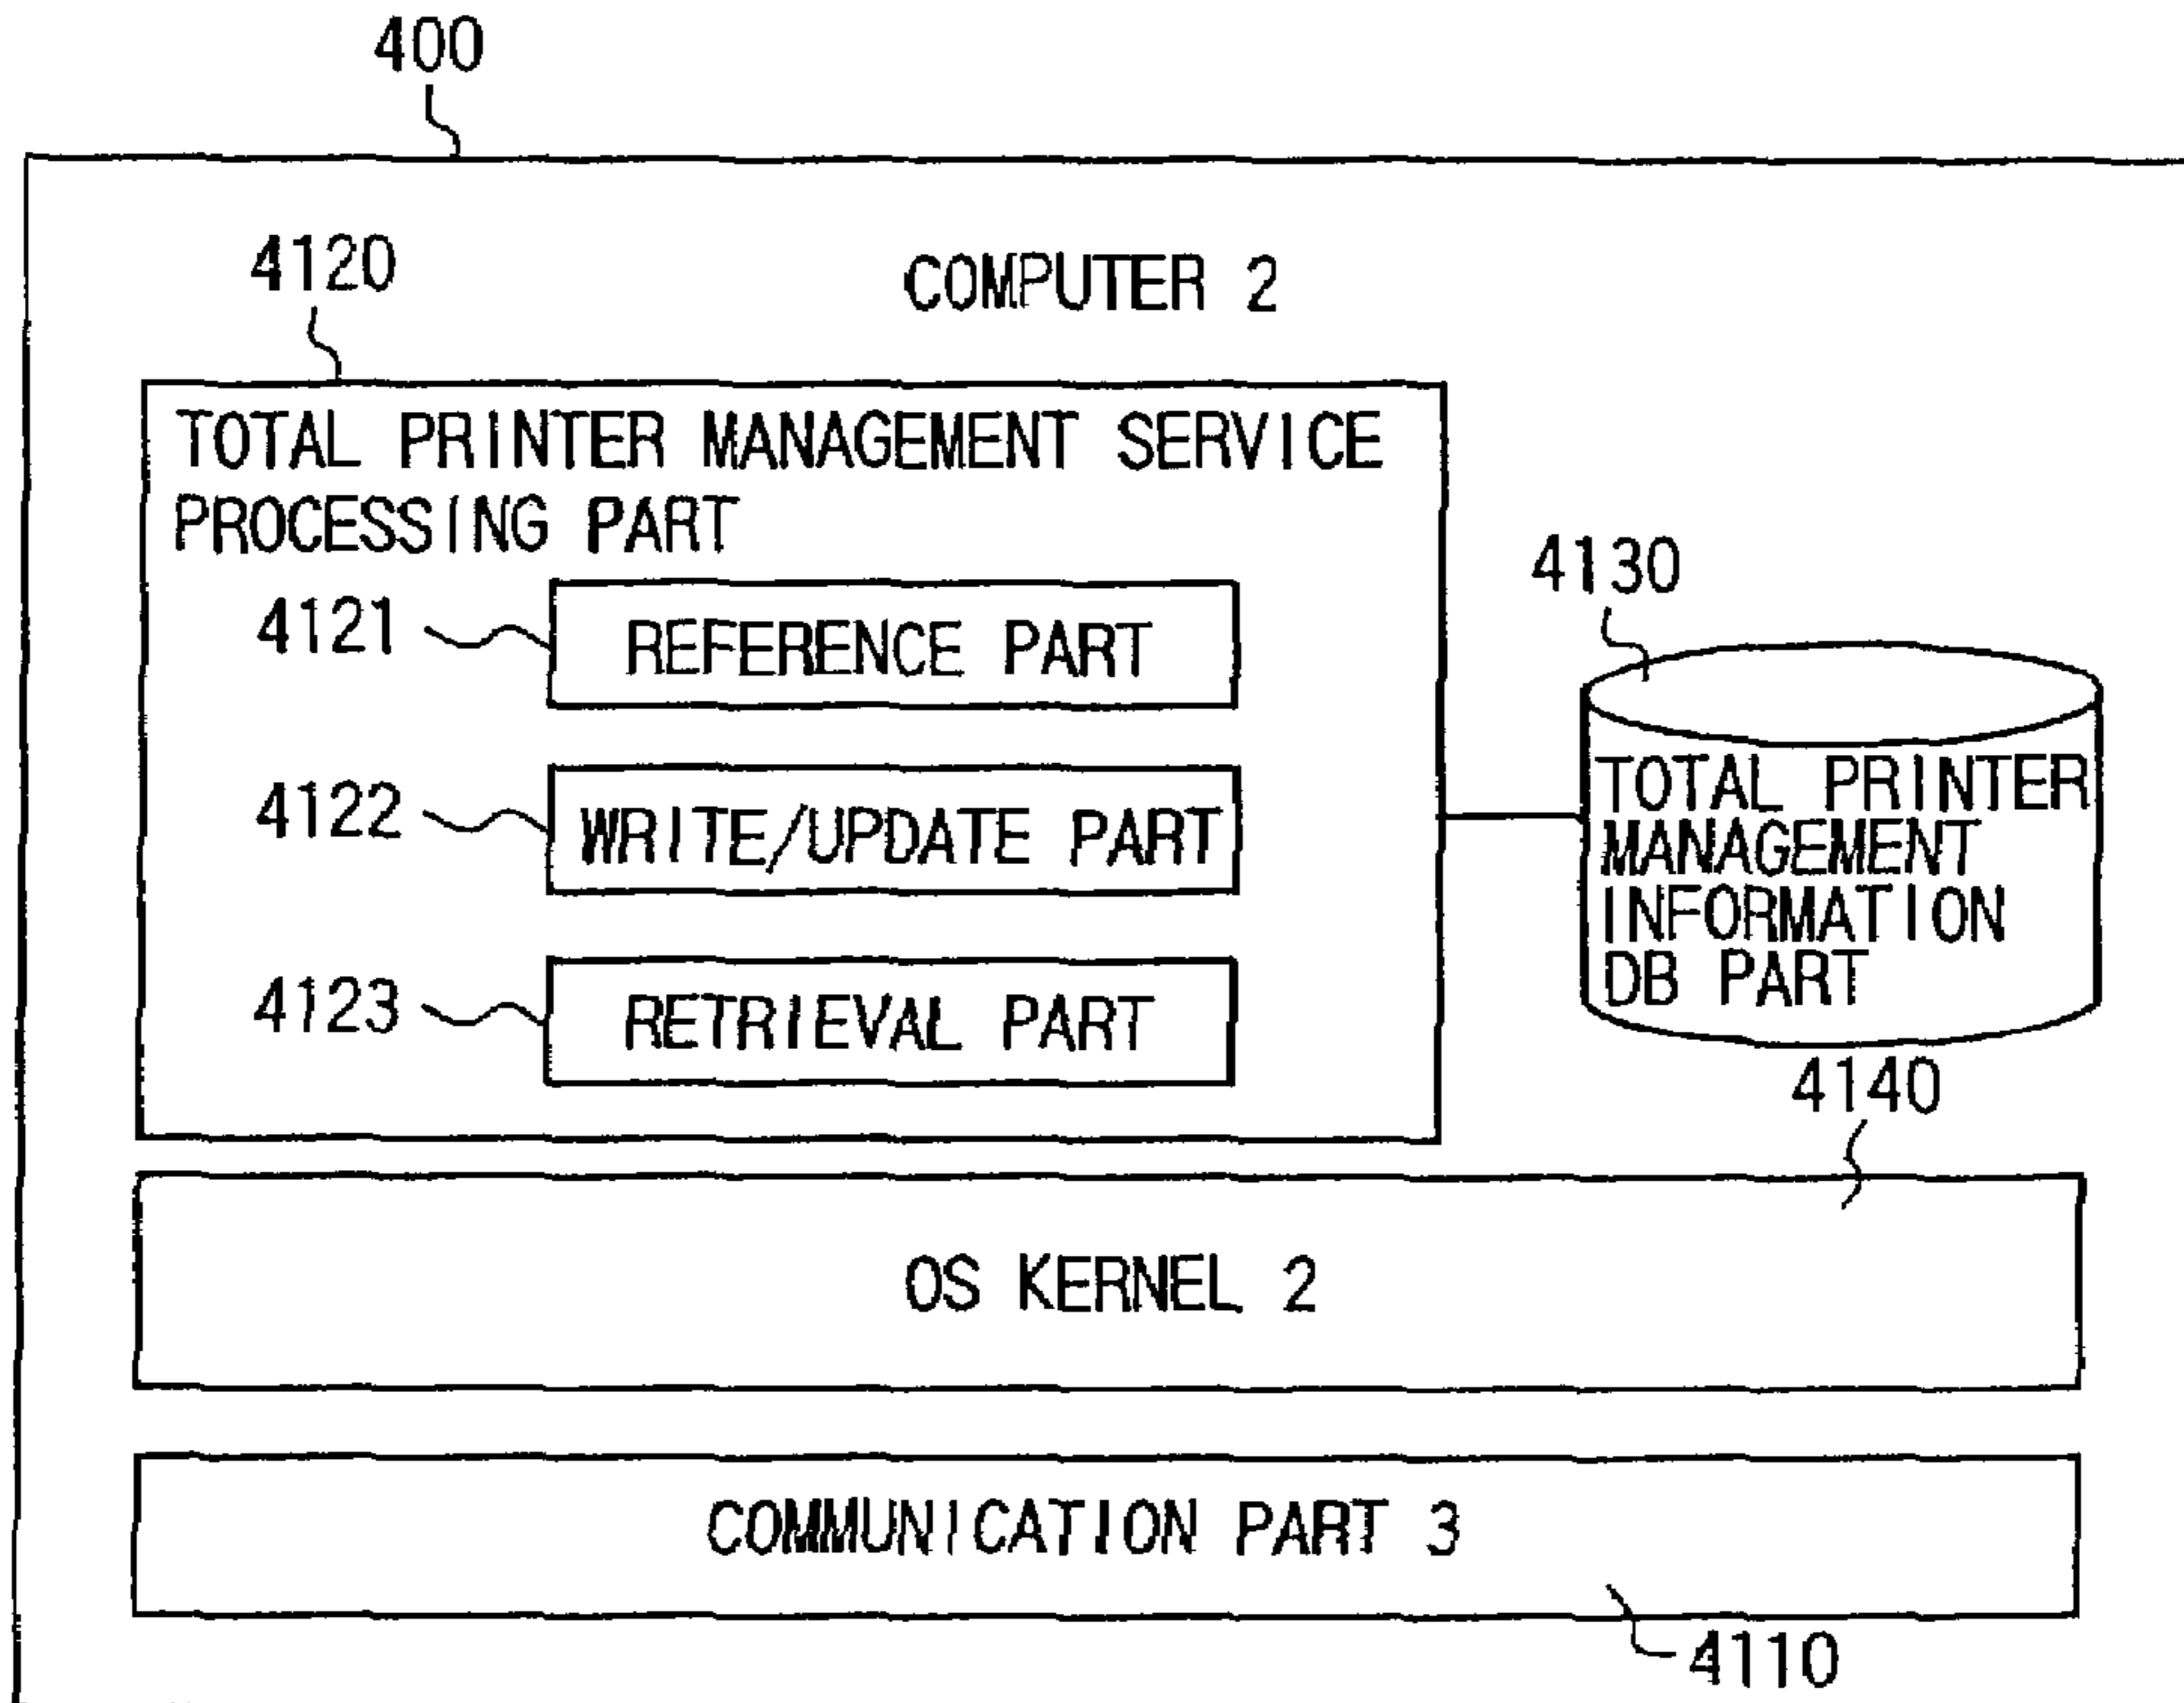 400
4120
COMPUTER 2
TOTAL PRINTER MANAGEMENT SERVICE
PROCESSING PART
4121
REFERENCE PART
4122
WRITE/UPDATE PART
4123
RETRIEVAL PART
4130
TOTAL PRINTER
MANAGEMENT
INFORMATION
DB PART
4140
OS KERNEL 2
COMMUNICATION PART 3
4110